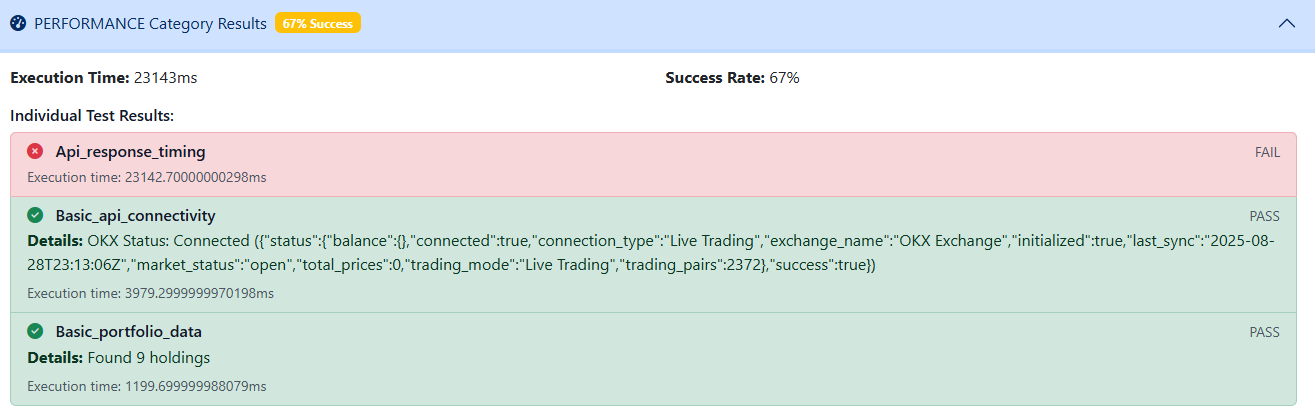 PERFORMANCE Category Results 67% Success
Execution Time: 23143ms Success Rate: 67%
Individual Test Results:
Api_response_timing FAIL
Execution time: 23142.70000000298ms
Basic_api_connectivity PASS
Details: OKX Status: Connected ({"status":{"balance":{},"connected":true,"connection_type":"Live Trading","exchange_name":"OKX Exchange","initialized":true,"last_sync":"2025-08-
28T23:13:06Z","market_status":"open","total_prices":0,"trading_mode":"Live Trading","trading_pairs":2372},"success":true})
Execution time: 3979.2999999970198ms
Basic_portfolio_data PASS
Details: Found 9 holdings
Execution time: 1199.699999988079ms